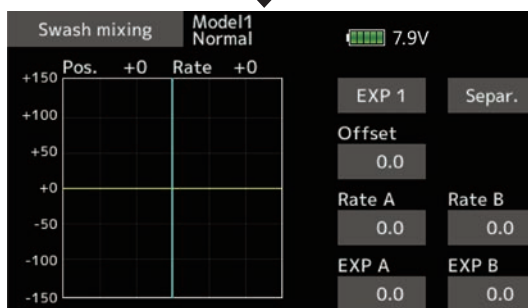 Swash mixing
Model1
Normal
7.9V
Pos. +0 Rate +0
+150
+100
+50
+0
-50
-100
-150
EXP 1
Separ.
Offset
0.0
Rate A
Rate B
0.0
0.0
EXP A
EXP B
0.0
0.0